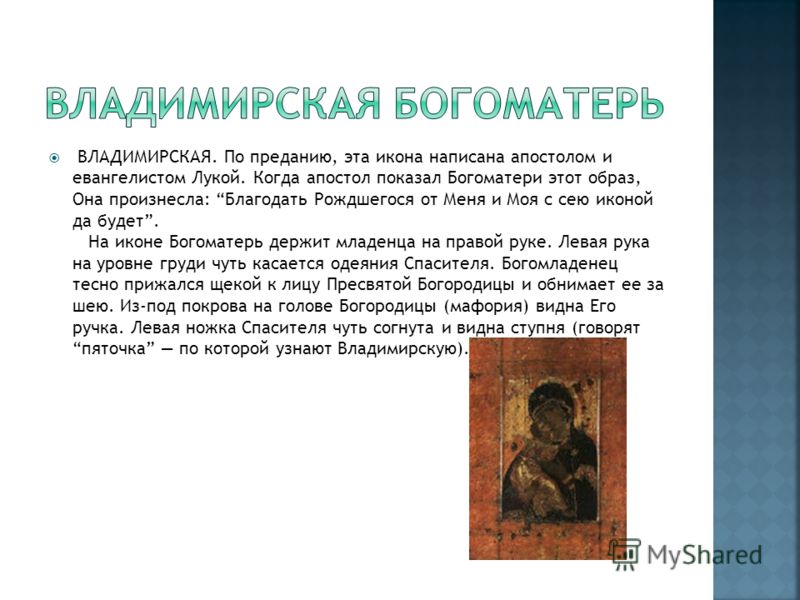 ВЛАДИМИРСКАЯ БОГОМАТЕРЬ
ВЛАДИМИРСКАЯ. По преданию, эта икона написана апостолом и
евангелистом Лукой. Когда апостол показал Богоматери этот образ,
Она произнесла: “Благодать Рождшегося от Меня и Моя с сею иконой
да будет”.
На иконе Богоматерь держит младенца на правой руке. Левая рука
на уровне груди чуть касается одеяния Спасителя. Богомладенец
тесно прижался щекой к лицу Пресвятой Богородицы и обнимает ее за
шею. Из-под покрова на голове Богородицы (мафория) видна Его
ручка. Левая ножка Спасителя чуть согнута и видна ступня (говорят
“пяточка” — по которой узнают Владимирскую).
MyShared